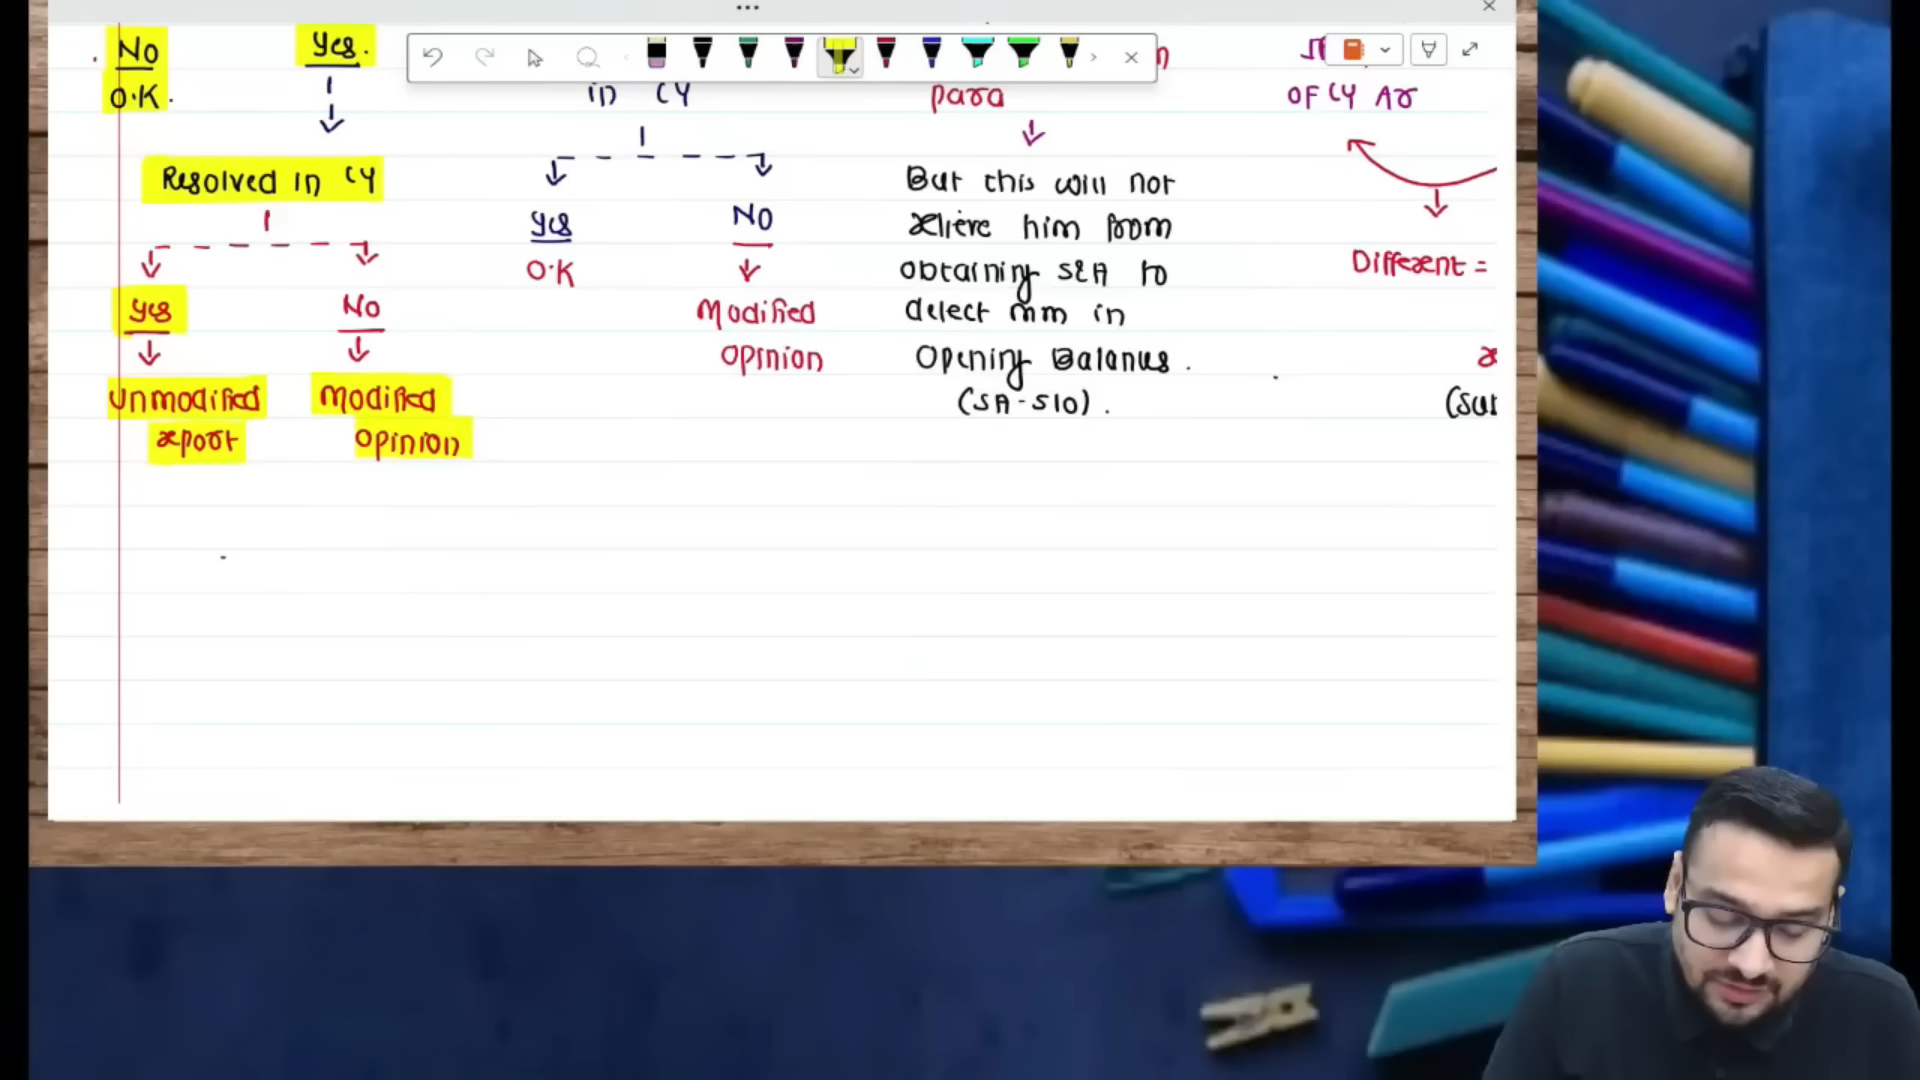 No
O.K.
Yes.
in CY
para
OF CY AR
Resolved in CY
Yes
No
Unmodified
report
Modified
opinion
Yes
O.K
NO
Modified
opinion
But this will not
relieve him from
obtaining SEA to
detect mm in
Opening Balances.
(SA-510).
Different =